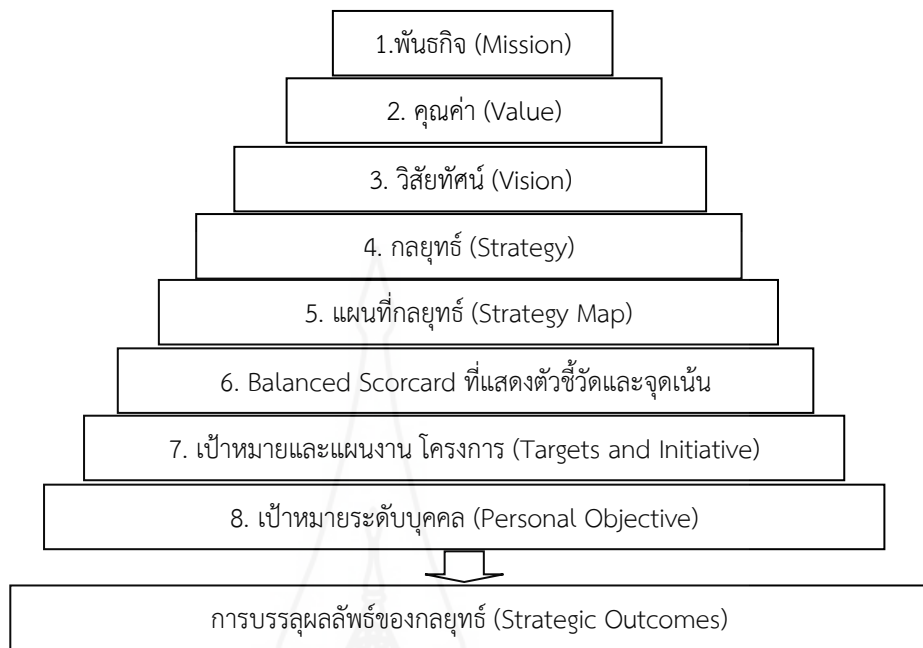 1.พันธกิจ (Mission)
2. คุณค่า (Value)
3. วิสัยทัศน์ (Vision)
4. กลยุทธ์ (Strategy)
5. แผนที่กลยุทธ์ (Strategy Map)
6. Balanced Scorcard ที่แสดงตัวชี้วัดและจุดเน้น
7. เป้าหมายและแผนงาน โครงการ (Targets and Initiative)
8. เป้าหมายระดับบุคคล (Personal Objective)
การบรรลุผลลัพธ์ของกลยุทธ์ (Strategic Outcomes)